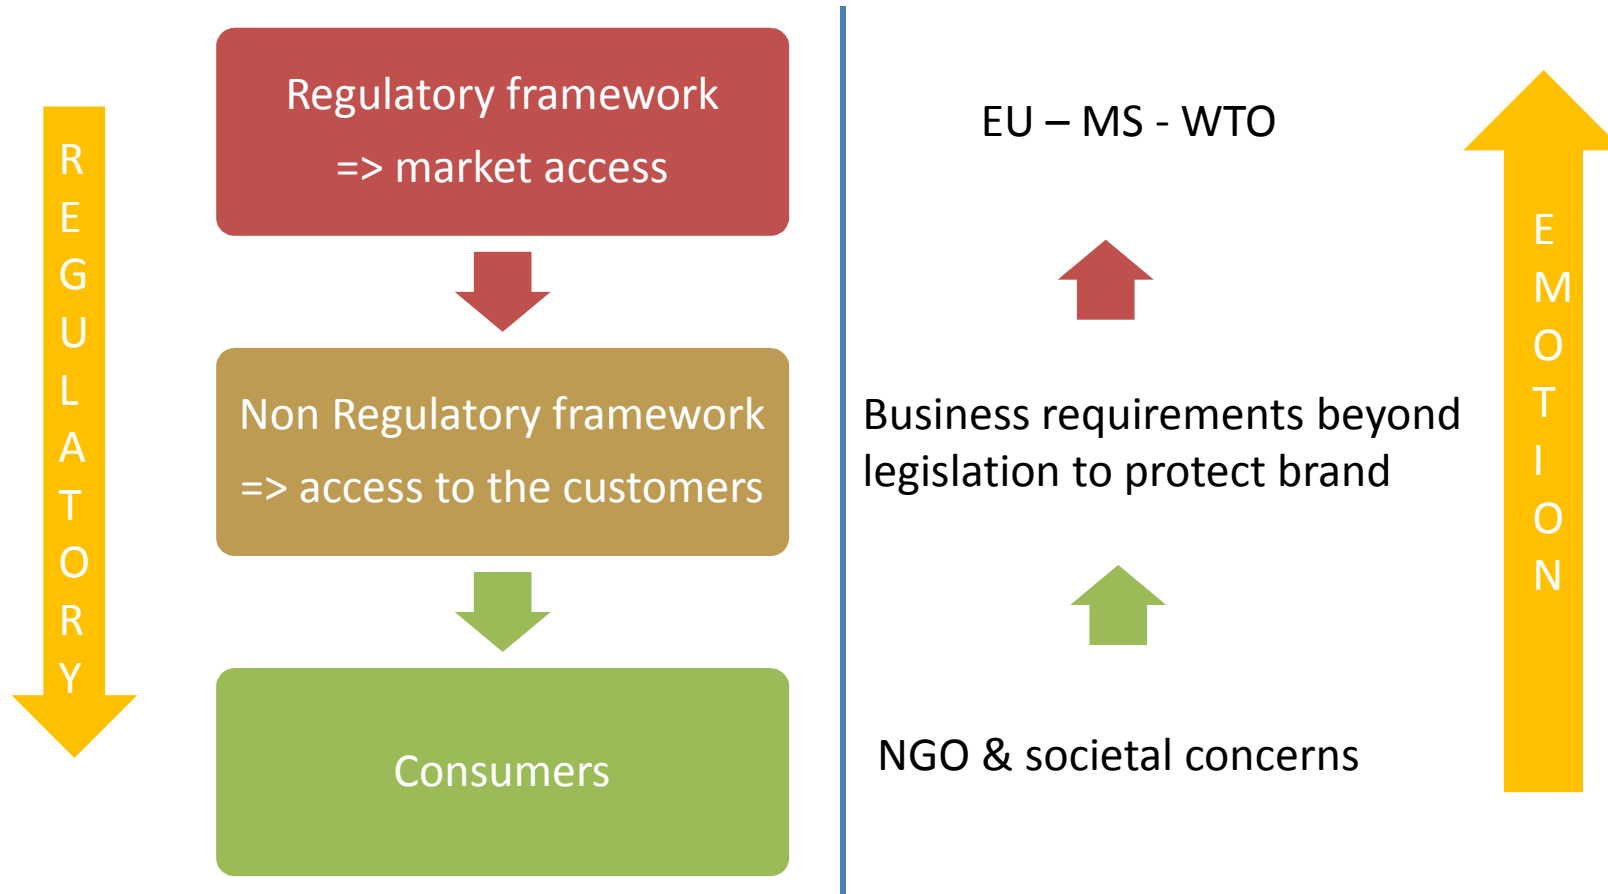 REGULATORY
Regulatory framework
=> market access
Non Regulatory framework
=> access to the customers
Consumers
EU – MS - WTO
Business requirements beyond
legislation to protect brand
NGO & societal concerns
EMOTION